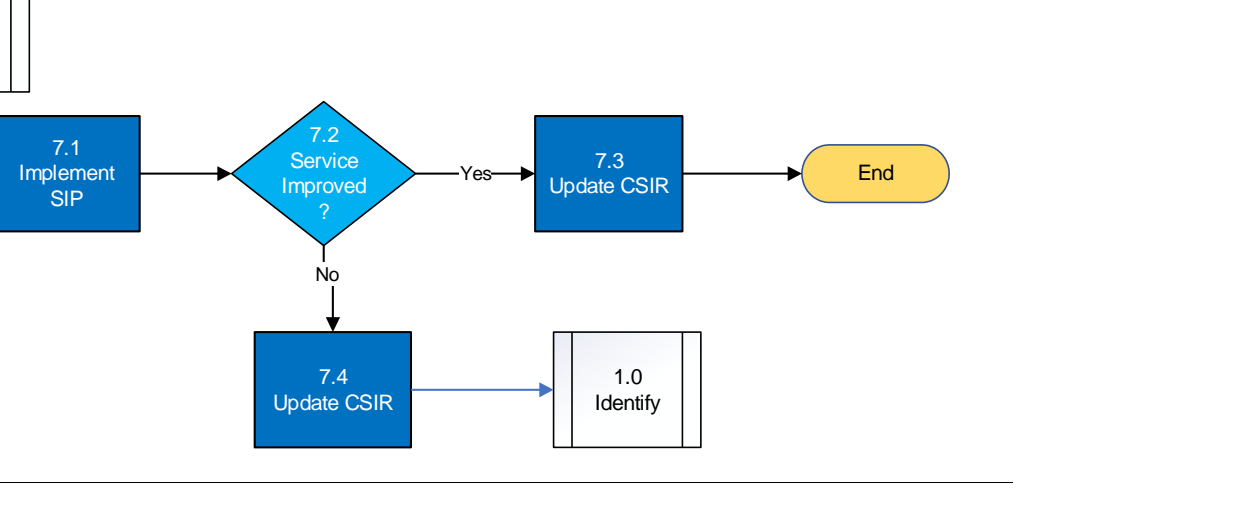 7.1
Implement
SIP
7.2
Service
Improved
?
Yes
7.3
Update CSIR
End
No
7.4
Update CSIR
1.0
Identify